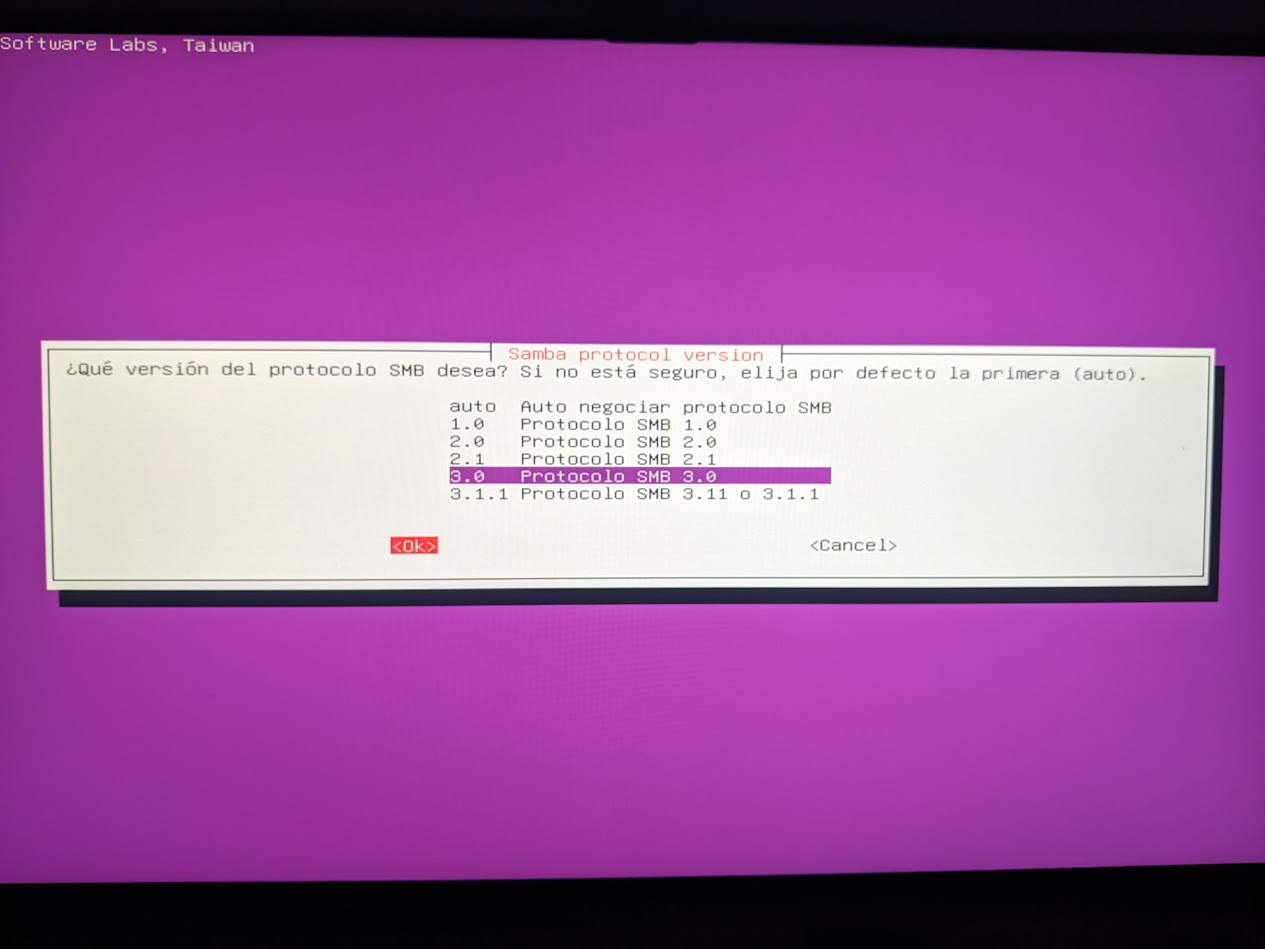 Software Labs, Taiwan
Samba protocol version
¿Qué versión del protocolo SMB desea? Si no está seguro, elija por defecto la primera (auto).
auto Auto negociar protocolo SMB
1.0 Protocolo SMB 1.0
2.0 Protocolo SMB 2.0
2.1 Protocolo SMB 2.1
3.0 Protocolo SMB 3.0
3.1.1 Protocolo SMB 3.11 o 3.1.1
<Ok> <Cancel>